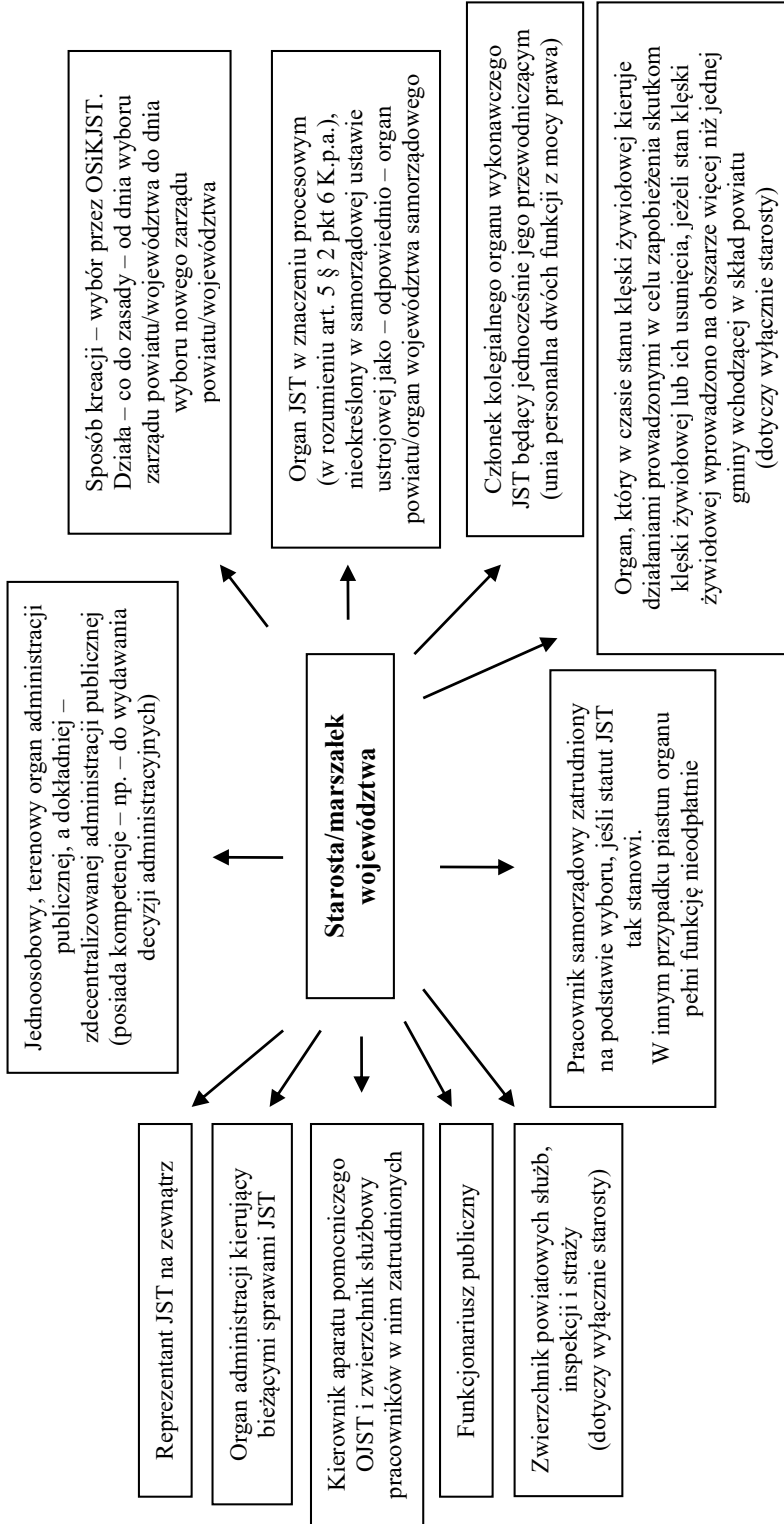 Jednoosobowy, terenowy organ administracji
publicznej, a dokładniej –
zdecentralizowanej administracji publicznej
(posiada kompetencje – np. – do wydawania
decyzji administracyjnych)
Sposób kreacji – wybór przez OSiKJST.
Działa – co do zasady – od dnia wyboru
zarządu powiatu/województwa do dnia
wyboru nowego zarządu
powiatu/województwa
Organ JST w znaczeniu procesowym
(w rozumieniu art. 5 § 2 pkt 6 K.p.a.),
nieokreślony w samorządowej ustawie
ustrojowej jako – odpowiednio – organ
powiatu/organ województwa samorządowego
Członek kolegialnego organu wykonawczego
JST będący jednocześnie jego przewodniczącym
(unia personalna dwóch funkcji z mocy prawa)
Organ, który w czasie stanu klęski żywiołowej kieruje
działaniami prowadzonymi w celu zapobieżenia skutkom
klęski żywiołowej lub ich usunięcia, jeżeli stan klęski
żywiołowej wprowadzono na obszarze więcej niż jednej
gminy wchodzącej w skład powiatu
(dotyczy wyłącznie starosty)
Starosta/marszałek
województwa
Reprezentant JST na zewnątrz
Organ administracji kierujący
bieżącymi sprawami JST
Kierownik aparatu pomocniczego
OJST i zwierzchnik służbowy
pracowników w nim zatrudnionych
Funkcjonariusz publiczny
Zwierzchnik powiatowych służb,
inspekcji i straży
(dotyczy wyłącznie starosty)
Pracownik samorządowy zatrudniony
na podstawie wyboru, jeśli statut JST
tak stanowi.
W innym przypadku piastun organu
pełni funkcję nieodpłatnie